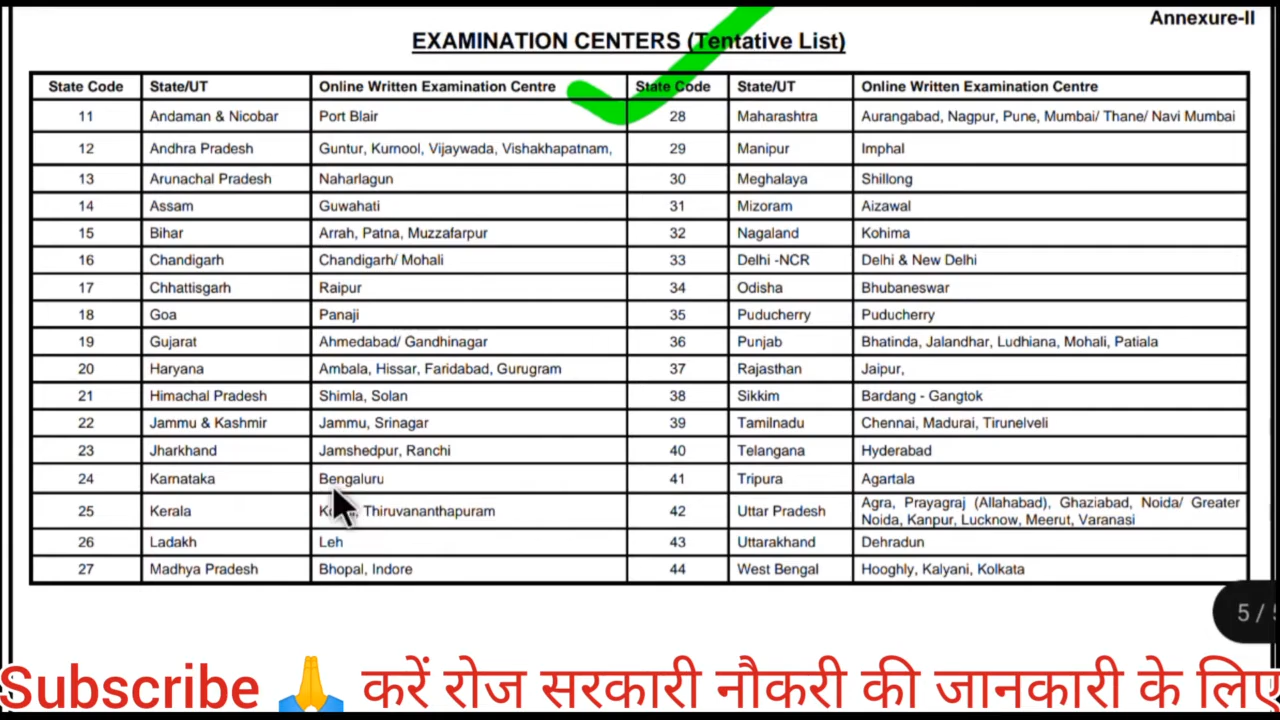 Annexure-II
EXAMINATION CENTERS (Tentative List)
State Code State/UT Online Written Examination Centre State Code State/UT Online Written Examination Centre
11 Andaman & Nicobar Port Blair 28 Maharashtra Aurangabad, Nagpur, Pune, Mumbai/ Thane/ Navi Mumbai
12 Andhra Pradesh Guntur, Kurnool, Vijaywada, Vishakhapatnam, 29 Manipur Imphal
13 Arunachal Pradesh Naharlagun 30 Meghalaya Shillong
14 Assam Guwahati 31 Mizoram Aizawal
15 Bihar Arrah, Patna, Muzzafarpur 32 Nagaland Kohima
16 Chandigarh Chandigarh/ Mohali 33 Delhi -NCR Delhi & New Delhi
17 Chhattisgarh Raipur 34 Odisha Bhubaneswar
18 Goa Panaji 35 Puducherry Puducherry
19 Gujarat Ahmedabad/ Gandhinagar 36 Punjab Bhatinda, Jalandhar, Ludhiana, Mohali, Patiala
20 Haryana Ambala, Hissar, Faridabad, Gurugram 37 Rajasthan Jaipur,
21 Himachal Pradesh Shimla, Solan 38 Sikkim Bardang - Gangtok
22 Jammu & Kashmir Jammu, Srinagar 39 Tamilnadu Chennai, Madurai, Tirunelveli
23 Jharkhand Jamshedpur, Ranchi 40 Telangana Hyderabad
24 Karnataka Bengaluru 41 Tripura Agartala
25 Kerala Thiruvananthapuram 42 Uttar Pradesh Agra, Prayagraj (Allahabad), Ghaziabad, Noida/ Greater
Noida, Kanpur, Lucknow, Meerut, Varanasi
26 Ladakh Leh 43 Uttarakhand Dehradun
27 Madhya Pradesh Bhopal, Indore 44 West Bengal Hooghly, Kalyani, Kolkata
5 /
Subscribe 🙏 करें रोज सरकारी नौकरी की जानकारी के लिए